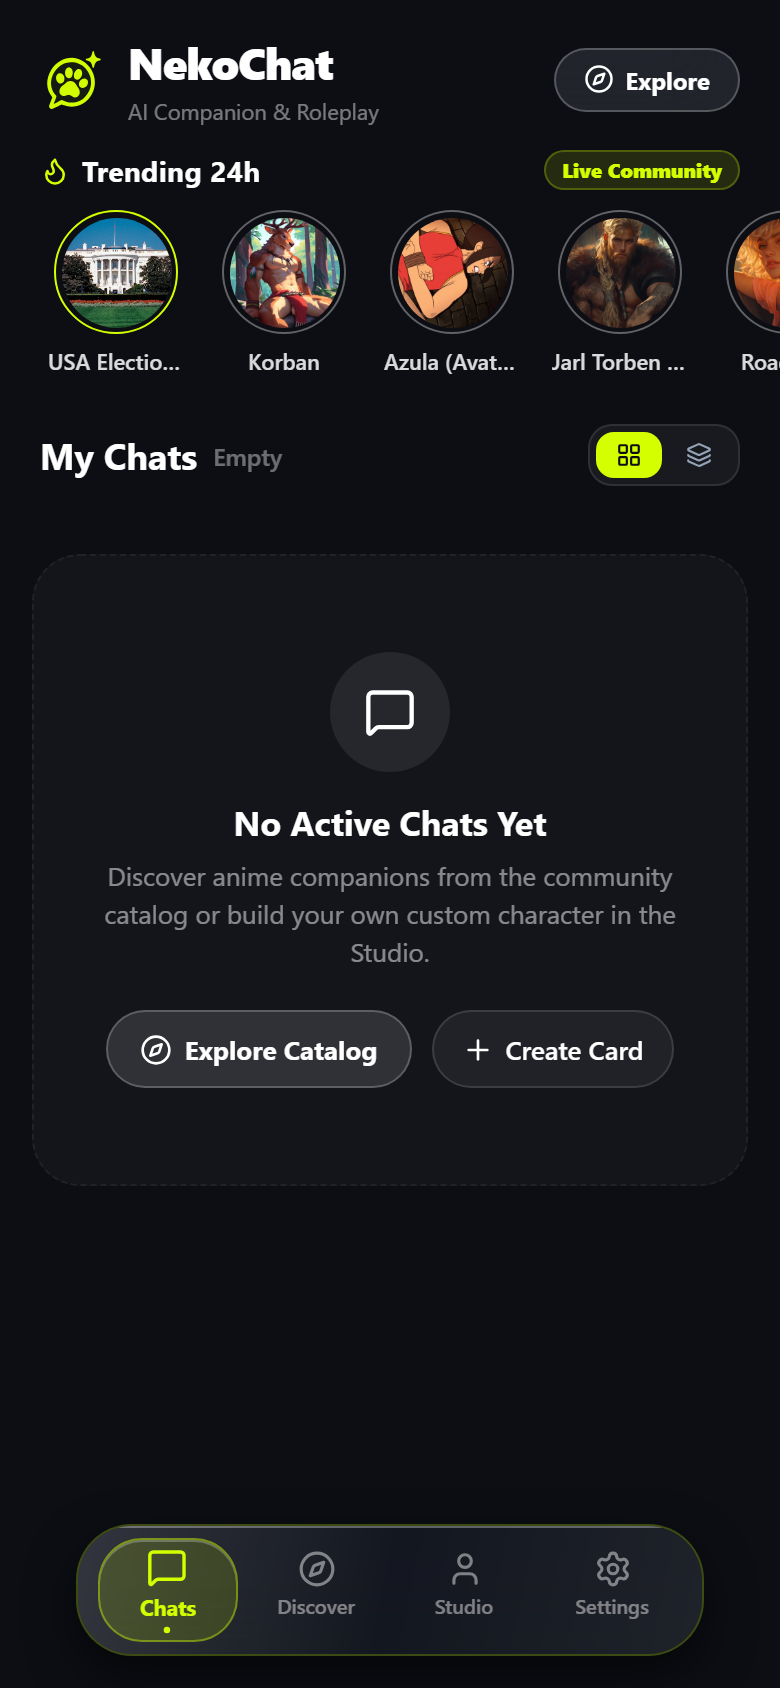 NekoChat
AI Companion & Roleplay
Explore
Trending 24h
Live Community
USA Electio...
Korban
Azula (Avat...
Jarl Torben ...
Roa
My Chats
Empty
No Active Chats Yet
Discover anime companions from the community
catalog or build your own custom character in the
Studio.
Explore Catalog
Create Card
Chats
Discover
Studio
Settings